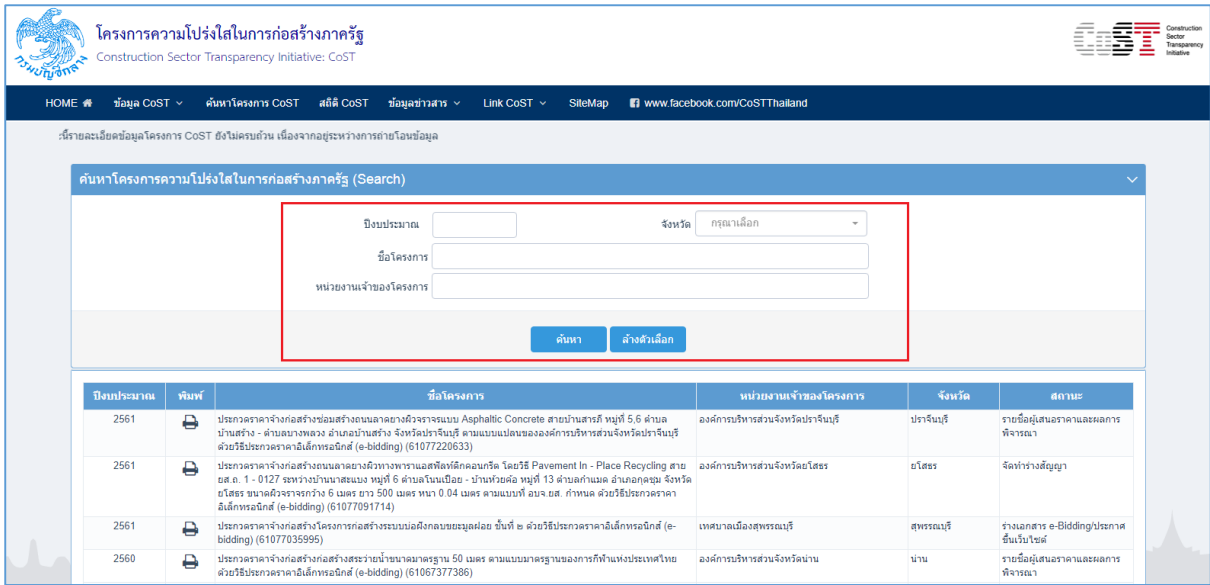 โครงการความโปร่งใสในการก่อสร้างภาครัฐ
Construction Sector Transparency Initiative: CoST
กรมบัญชีกลาง
CoST
Construction
Sector
Transparency
Initiative
HOME ข้อมูล CoST ค้นหาโครงการ CoST สถิติ CoST ข้อมูลข่าวสาร Link CoST SiteMap www.facebook.com/CoSTThailand
:นี้รายละเอียดข้อมูลโครงการ CoST ยังไม่ครบถ้วน เนื่องจากอยู่ระหว่างการถ่ายโอนข้อมูล
ค้นหาโครงการความโปร่งใสในการก่อสร้างภาครัฐ (Search)
ปีงบประมาณ จังหวัด กรุณาเลือก
ชื่อโครงการ
หน่วยงานเจ้าของโครงการ
ค้นหา ล้างตัวเลือก
ปีงบประมาณ พิมพ์ ชื่อโครงการ หน่วยงานเจ้าของโครงการ จังหวัด สถานะ
2561 ประกวดราคาจ้างก่อสร้างซ่อมสร้างถนนลาดยางผิวจราจรแบบ Asphaltic Concrete สายบ้านสารภี หมู่ที่ 5,6 ตำบล องค์การบริหารส่วนจังหวัดปราจีนบุรี ปราจีนบุรี รายชื่อผู้เสนอราคาและผลการ
บ้านสร้าง - ตำบลบางพลวง อำเภอบ้านสร้าง จังหวัดปราจีนบุรี ตามแบบแปลนขององค์การบริหารส่วนจังหวัดปราจีนบุรี พิจารณา
ด้วยวิธีประกวดราคาอิเล็กทรอนิกส์ (e-bidding) (61077220633)
2561 ประกวดราคาจ้างก่อสร้างถนนลาดยางผิวทางพาราแอสฟัลท์ติกคอนกรีต โดยวิธี Pavement In - Place Recycling สาย องค์การบริหารส่วนจังหวัดยโสธร ยโสธร จัดทำร่างสัญญา
ยส.ถ. 1 - 0127 ระหว่างบ้านนาสะแบง หมู่ที่ 6 ตำบลโนนเปือย - บ้านห้วยค้อ หมู่ที่ 13 ตำบลกำแมด อำเภอกุดชุม จังหวัด
ยโสธร ขนาดผิวจราจรกว้าง 6 เมตร ยาว 500 เมตร หนา 0.04 เมตร ตามแบบที่ อบจ.ยส. กำหนด ด้วยวิธีประกวดราคา
อิเล็กทรอนิกส์ (e-bidding) (61077091714)
2561 ประกวดราคาจ้างก่อสร้างโครงการก่อสร้างระบบบ่อฝังกลบขยะมูลฝอย ชั้นที่ ๒ ด้วยวิธีประกวดราคาอิเล็กทรอนิกส์ (e- เทศบาลเมืองสุพรรณบุรี สุพรรณบุรี ร่างเอกสาร e-Bidding/ประกาศ
bidding) (61077035995) ขึ้นเว็บไซต์
2560 ประกวดราคาจ้างก่อสร้างก่อสร้างสระว่ายน้ำขนาดมาตรฐาน 50 เมตร ตามแบบมาตรฐานของการกีฬาแห่งประเทศไทย องค์การบริหารส่วนจังหวัดน่าน น่าน รายชื่อผู้เสนอราคาและผลการ
ด้วยวิธีประกวดราคาอิเล็กทรอนิกส์ (e-bidding) (61067377386) พิจารณา